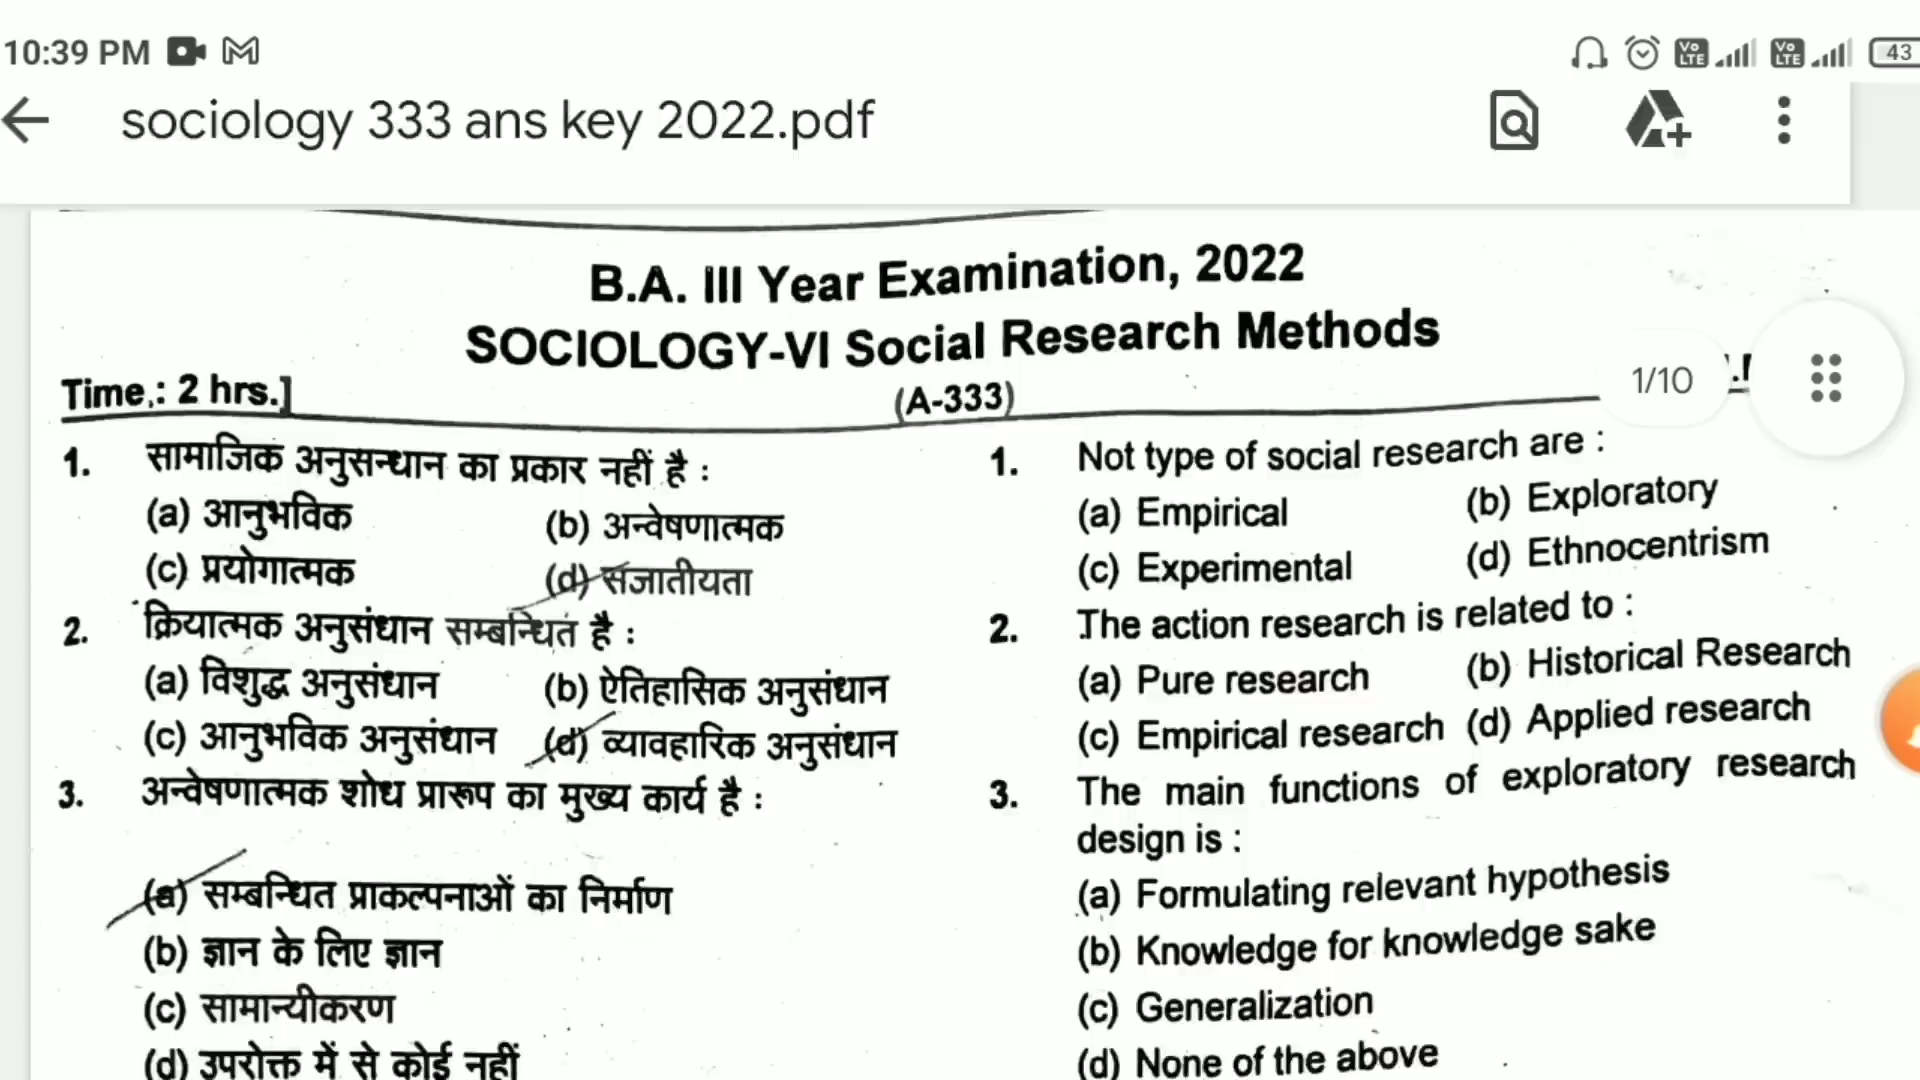 10:39 PM
Vo LTE
Vo LTE
43
sociology 333 ans key 2022.pdf
B.A. III Year Examination, 2022
SOCIOLOGY-VI Social Research Methods
Time.: 2 hrs.]
(A-333)
1/10
1. सामाजिक अनुसन्धान का प्रकार नहीं है :
(a) आनुभविक (b) अन्वेषणात्मक
(c) प्रयोगात्मक (d) सजातीयता
2. क्रियात्मक अनुसंधान सम्बन्धित है :
(a) विशुद्ध अनुसंधान (b) ऐतिहासिक अनुसंधान
(c) आनुभविक अनुसंधान (d) व्यावहारिक अनुसंधान
3. अन्वेषणात्मक शोध प्रारूप का मुख्य कार्य है :
(a) सम्बन्धित प्राकल्पनाओं का निर्माण
(b) ज्ञान के लिए ज्ञान
(c) सामान्यीकरण
(d) उपरोक्त में से कोई नहीं
1. Not type of social research are :
(a) Empirical (b) Exploratory
(c) Experimental (d) Ethnocentrism
2. The action research is related to :
(a) Pure research (b) Historical Research
(c) Empirical research (d) Applied research
3. The main functions of exploratory research
design is :
(a) Formulating relevant hypothesis
(b) Knowledge for knowledge sake
(c) Generalization
(d) None of the above